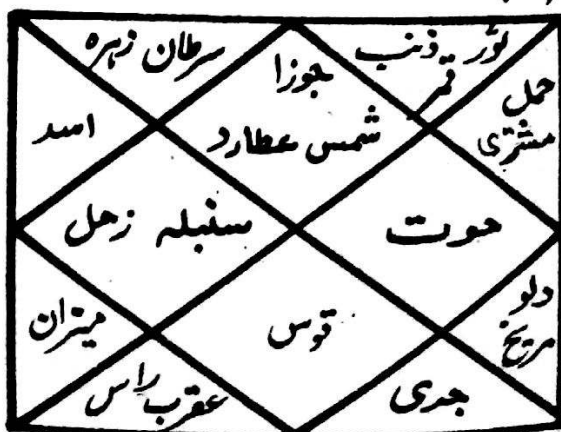 سرطان زہرہ
جوزا
شمس عطارد
ثور ذنب
قمر
حمل
مشتری
اسد
سنبلہ زحل
حوت
میزان
قوس
دلو
مریخ
عقرب راس
جدی